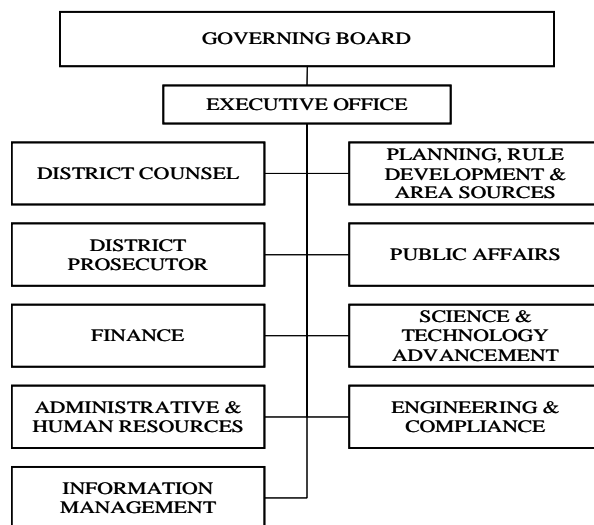 GOVERNING BOARD
EXECUTIVE OFFICE
DISTRICT COUNSEL
PLANNING, RULE
DEVELOPMENT &
AREA SOURCES
DISTRICT
PROSECUTOR
PUBLIC AFFAIRS
FINANCE
SCIENCE &
TECHNOLOGY
ADVANCEMENT
ADMINISTRATIVE &
HUMAN RESOURCES
ENGINEERING &
COMPLIANCE
INFORMATION
MANAGEMENT